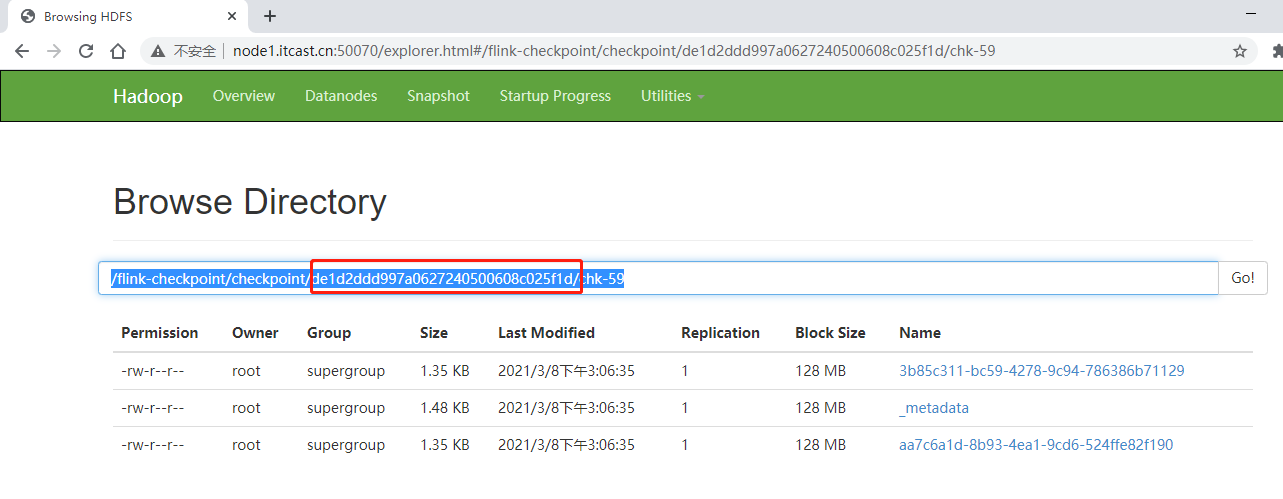 Browsing HDFS
不安全 node1.itcast.cn:50070/explorer.html#/flink-checkpoint/checkpoint/de1d2ddd997a0627240500608c025f1d/chk-59
Hadoop Overview Datanodes Snapshot Startup Progress Utilities
Browse Directory
/flink-checkpoint/checkpoint/de1d2ddd997a0627240500608c025f1d/chk-59 Go!
Permission Owner Group Size Last Modified Replication Block Size Name
-rw-r--r-- root supergroup 1.35 KB 2021/3/8下午3:06:35 1 128 MB 3b85c311-bc59-4278-9c94-786386b71129
-rw-r--r-- root supergroup 1.48 KB 2021/3/8下午3:06:35 1 128 MB _metadata
-rw-r--r-- root supergroup 1.35 KB 2021/3/8下午3:06:35 1 128 MB aa7c6a1d-8b93-4ea1-9cd6-524ffe82f190